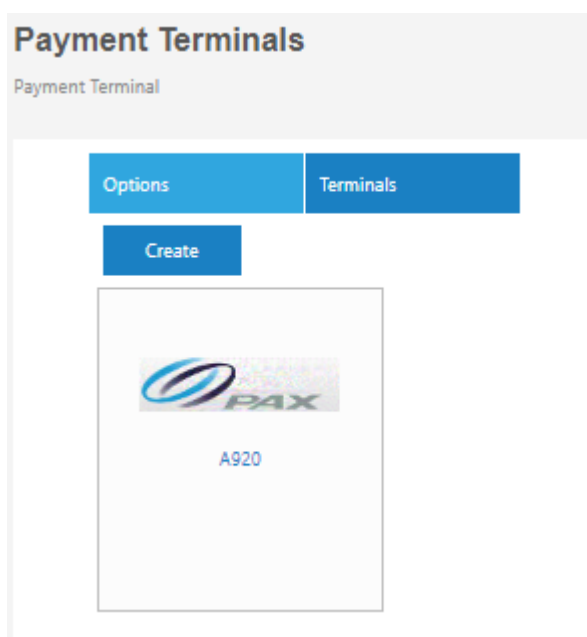 Payment Terminals
Payment Terminal
Options
Terminals
Create
PAX
A920